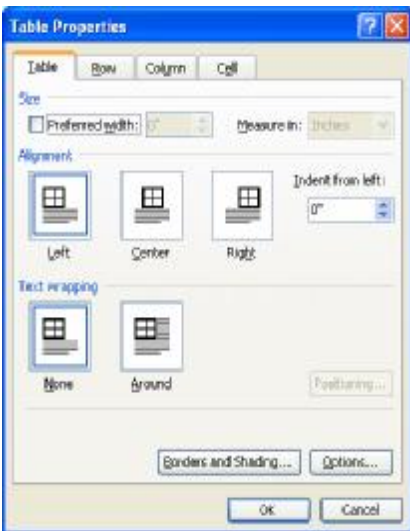 Table Properties
Table Row Column Cell
Size
Preferred width: 0" Measure in: Inches
Alignment
Indent from left:
0"
Left Center Right
Text wrapping
None Around Positioning...
Borders and Shading... Options...
OK Cancel